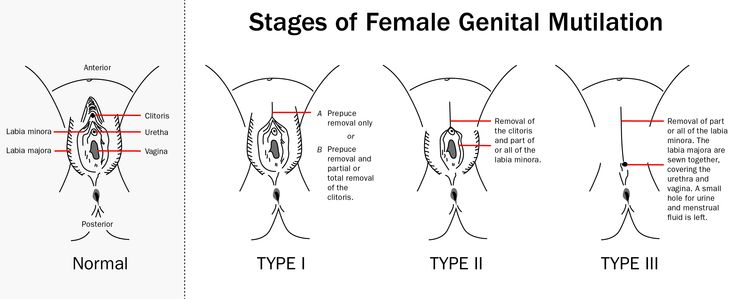 Stages of Female Genital Mutilation
Anterior
Clitoris
Labia minora
Uretha
Labia majora
Vagina
Posterior
Normal
A Prepuce
removal only
or
B Prepuce
removal and
partial or
total removal
of the
clitoris.
TYPE I
Removal of
the clitoris
and part of
or all of the
labia minora.
TYPE II
Removal of part
or all of the labia
minora. The
labia majora are
sewn together,
covering the
urethra and
vagina. A small
hole for urine
and menstrual
fluid is left.
TYPE III